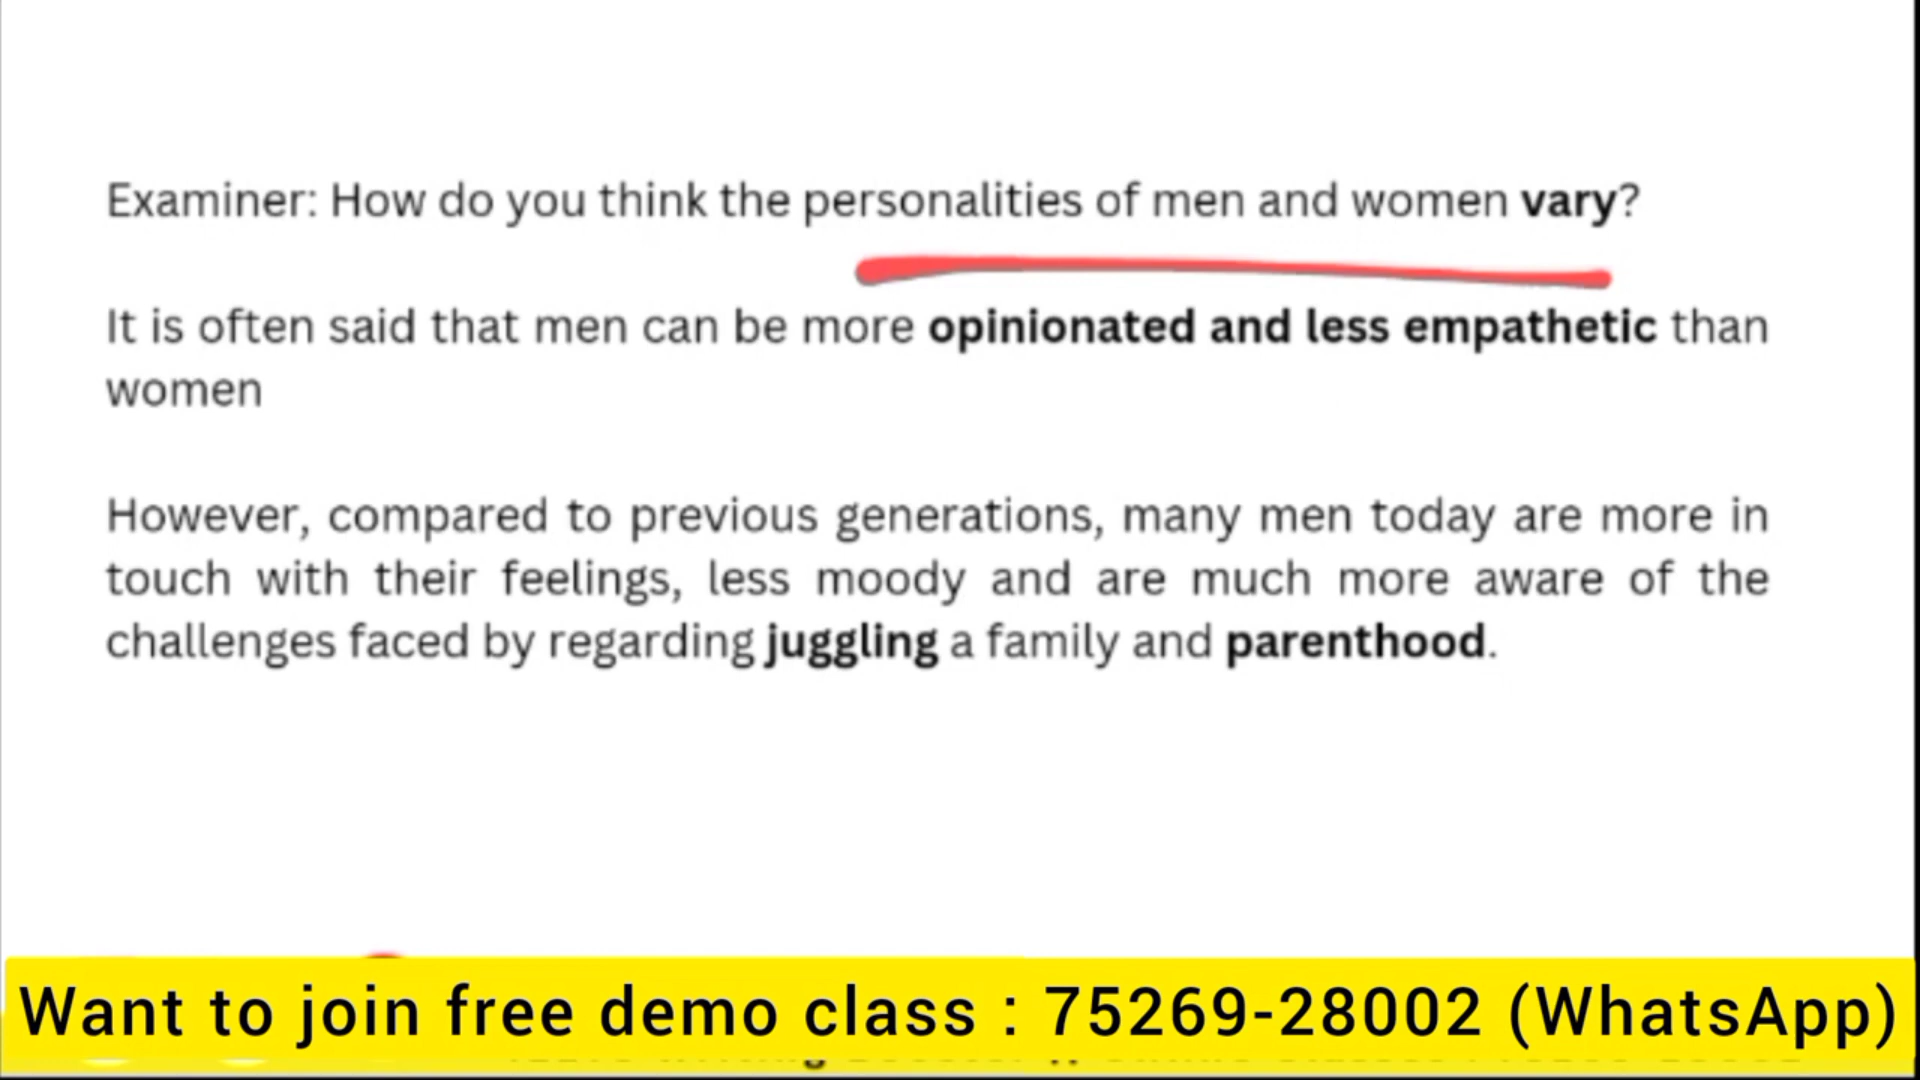 Examiner: How do you think the personalities of men and women vary?
It is often said that men can be more opinionated and less empathetic than
women
However, compared to previous generations, many men today are more in
touch with their feelings, less moody and are much more aware of the
challenges faced by regarding juggling a family and parenthood.
Want to join free demo class : 75269-28002 (WhatsApp)